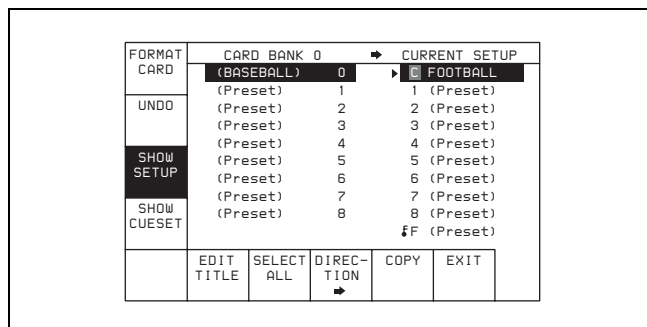 FORMAT CARD
CARD BANK 0 ➡ CURRENT SETUP
(BASEBALL) 0 ▶ C FOOTBALL
(Preset) 1 1 (Preset)
UNDO
(Preset) 2 2 (Preset)
(Preset) 3 3 (Preset)
(Preset) 4 4 (Preset)
SHOW SETUP
(Preset) 5 5 (Preset)
(Preset) 6 6 (Preset)
(Preset) 7 7 (Preset)
SHOW CUESET
(Preset) 8 8 (Preset)
F (Preset)
EDIT TITLE
SELECT ALL
DIREC-TION ➡
COPY
EXIT